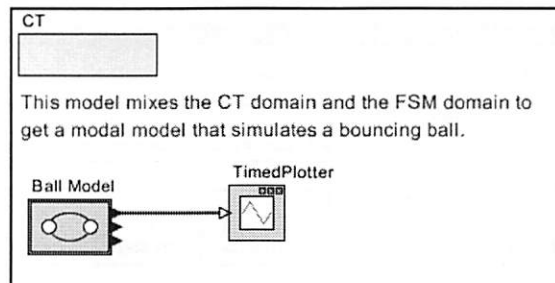 CT
This model mixes the CT domain and the FSM domain to
get a modal model that simulates a bouncing ball.
TimedPlotter
Ball Model